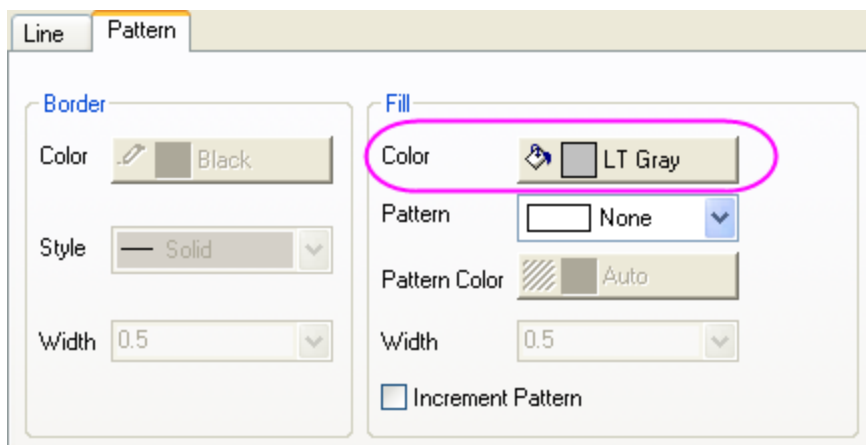 Line Pattern
Border
Color Black
Style Solid
Width 0.5
Fill
Color LT Gray
Pattern None
Pattern Color Auto
Width 0.5
Increment Pattern